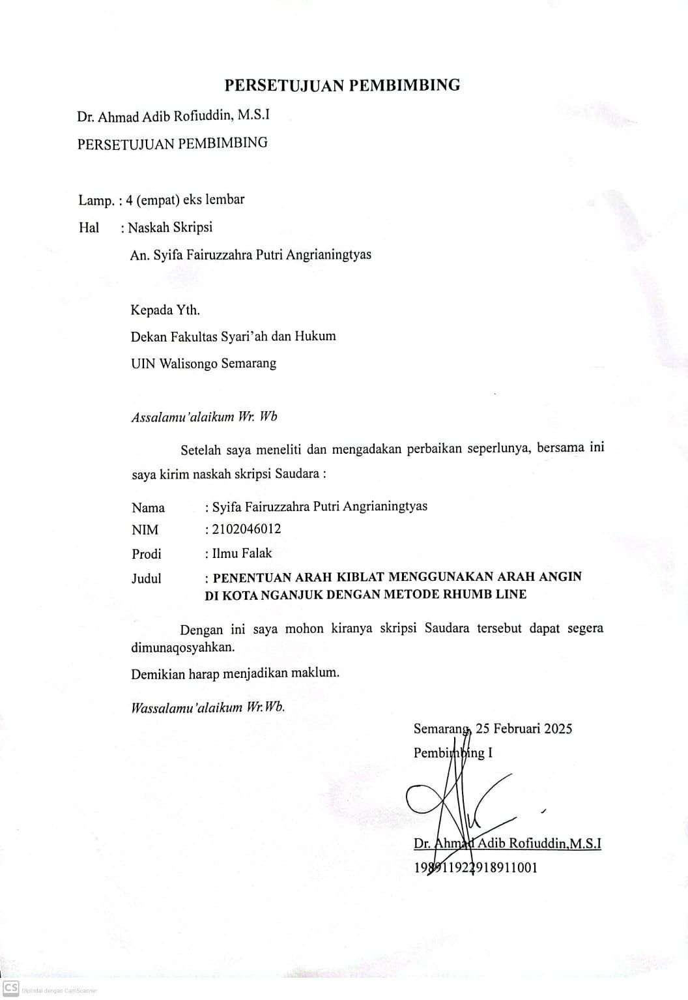 PERSETUJUAN PEMBIMBING
Dr. Ahmad Adib Rofiuddin, M.S.I
PERSETUJUAN PEMBIMBING
Lamp. : 4 (empat) eks lembar
Hal : Naskah Skripsi
An. Syifa Fairuzzahra Putri Angrianingtyas
Kepada Yth.
Dekan Fakultas Syari’ah dan Hukum
UIN Walisongo Semarang
Assalamu’alaikum Wr. Wb
Setelah saya meneliti dan mengadakan perbaikan seperlunya, bersama ini
saya kirim naskah skripsi Saudara :
Nama : Syifa Fairuzzahra Putri Angrianingtyas
NIM : 2102046012
Prodi : Ilmu Falak
Judul : PENENTUAN ARAH KIBLAT MENGGUNAKAN ARAH ANGIN
DI KOTA NGANJUK DENGAN METODE RHUMB LINE
Dengan ini saya mohon kiranya skripsi Saudara tersebut dapat segera
dimunaqosyahkan.
Demikian harap menjadikan maklum.
Wassalamu’alaikum Wr. Wb.
Semarang, 25 Februari 2025
Pembimbing I
Dr. Ahmad Adib Rofiuddin,M.S.I
198911922918911001
CS Dipindai dengan CamScanner